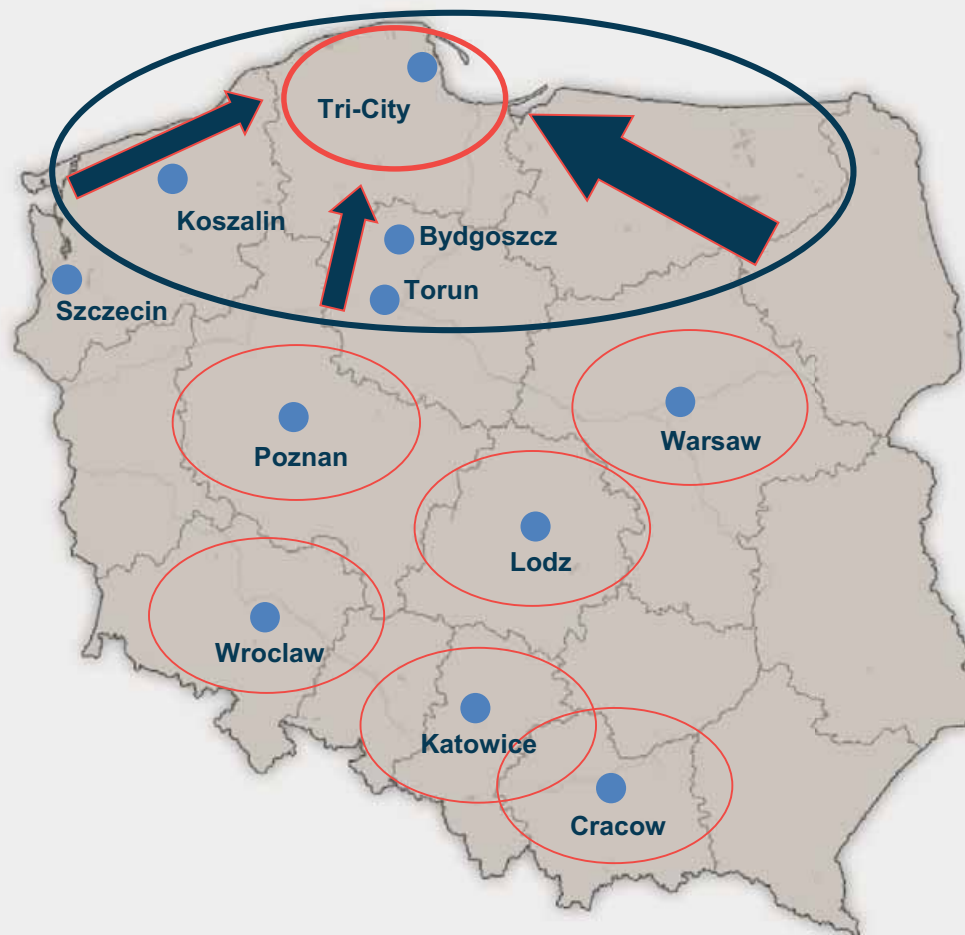 Tri-City
Koszalin
Bydgoszcz
Torun
Szczecin
Poznan
Warsaw
Lodz
Wroclaw
Katowice
Cracow